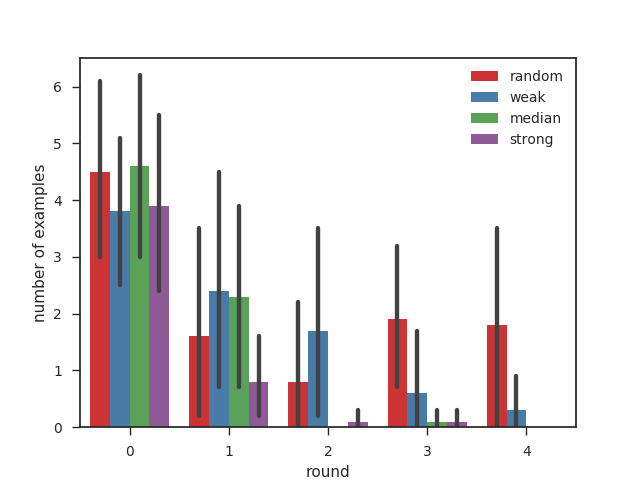 random
weak
median
strong
6
5
4
3
2
1
0
number of examples
0 1 2 3 4
round